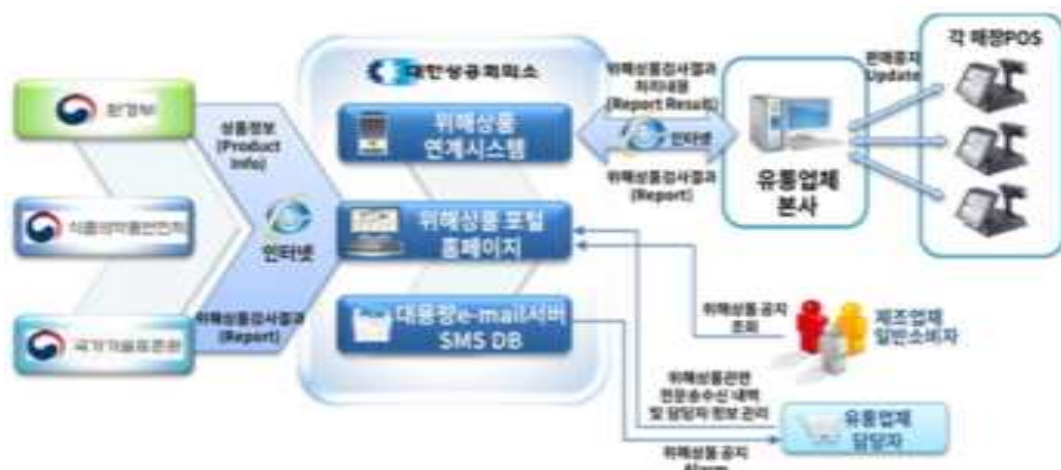 환경부
식품의약품안전처
국가기술표준원
상품정보
(Product
Info)
인터넷
위해상품검사결과
(Report)
대한상공회의소
위해상품
연계시스템
위해상품 포털
홈페이지
대용량e-mail서버
SMS DB
위해상품검사결과
처리내용
(Report Result)
인터넷
위해상품검사결과
(Report)
유통업체
본사
판매중지
Update
각 매장POS
위해상품 공지
조회
제조업체
일반소비자
위해상품관련
전문송수신 내역
및 담당자 정보 관리
유통업체
담당자
위해상품 공지
Alarm